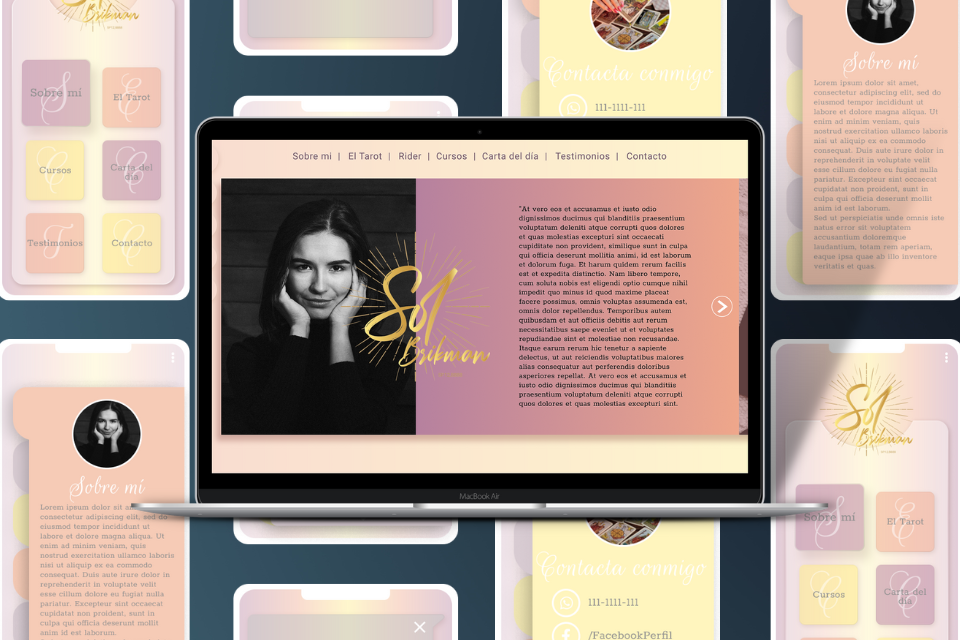 Brikman
Sobre mí
El Tarot
Cursos
Carta del
día
Testimonios
Contacto
Contacta conmigo
111-1111-111
Sobre mí
Lorem ipsum dolor sit amet,
consectetur adipiscing elit, sed do
eiusmod tempor incididunt ut
labore et dolore magna aliqua. Ut
enim ad minim veniam, quis
nostrud exercitation ullamco laboris
nisi ut aliquip ex ea commodo
consequat. Duis aute irure dolor in
reprehenderit in voluptate velit
esse cillum dolore eu fugiat nulla
pariatur. Excepteur sint occaecat
cupidatat non proident, sunt in
culpa qui officia deserunt mollit
anim id est laborum.
Sed ut perspiciatis unde omnis iste
natus error sit voluptatem
accusantium doloremque
laudantium, totam rem aperiam,
eaque ipsa quae ab illo inventore
veritatis et quas.
Sobre mi | El Tarot | Rider | Cursos | Carta del día | Testimonios | Contacto
Sol
Brikman
"At vero eos et accusamus et iusto odio
dignissimos ducimus qui blanditiis praesentium
voluptatum deleniti atque corrupti quos dolores
et quas molestias excepturi sint occaecati
cupiditate non provident, similique sunt in culpa
qui officia deserunt mollitia animi, id est laborum
et dolorum fuga. Et harum quidem rerum facilis
est et expedita distinctio. Nam libero tempore,
cum soluta nobis est eligendi optio cumque nihil
impedit quo minus id quod maxime placeat
facere possimus, omnis voluptas assumenda est,
omnis dolor repellendus. Temporibus autem
quibusdam et aut officiis debitis aut rerum
necessitatibus saepe eveniet ut et voluptates
repudiandae sint et molestiae non recusandae.
Itaque earum rerum hic tenetur a sapiente
delectus, ut aut reiciendis voluptatibus maiores
alias consequatur aut perferendis doloribus
asperiores repellat. At vero eos et accusamus et
iusto odio dignissimos ducimus qui blanditiis
praesentium voluptatum deleniti atque corrupti
quos dolores et quas molestias excepturi sint.
MacBook Air
Sobre mí
Lorem ipsum dolor sit amet,
consectetur adipiscing elit, sed do
eiusmod tempor incididunt ut
labore et dolore magna aliqua. Ut
enim ad minim veniam, quis
nostrud exercitation ullamco laboris
nisi ut aliquip ex ea commodo
consequat. Duis aute irure dolor in
reprehenderit in voluptate velit
esse cillum dolore eu fugiat nulla
pariatur. Excepteur sint occaecat
cupidatat non proident, sunt in
culpa qui officia deserunt mollit
anim id est laborum.
Contacta conmigo
111-1111-111
/FacebookPerfil
Sol
Brikman
Sobre mí
El Tarot
Cursos
Carta del
día